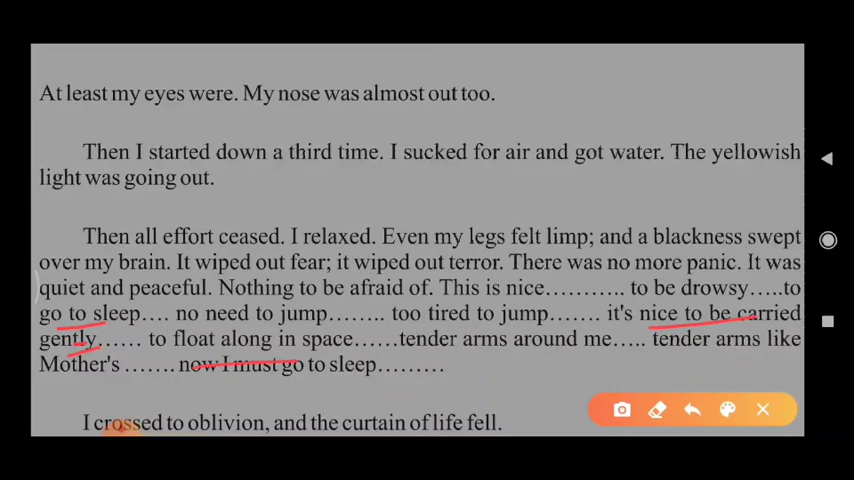 At least my eyes were. My nose was almost out too.
Then I started down a third time. I sucked for air and got water. The yellowish
light was going out.
Then all effort ceased. I relaxed. Even my legs felt limp; and a blackness swept
over my brain. It wiped out fear; it wiped out terror. There was no more panic. It was
quiet and peaceful. Nothing to be afraid of. This is nice……….. to be drowsy…..to
go to sleep…. no need to jump…….. too tired to jump……. it's nice to be carried
gently…… to float along in space……tender arms around me….. tender arms like
Mother's ……. now I must go to sleep………
I crossed to oblivion, and the curtain of life fell.